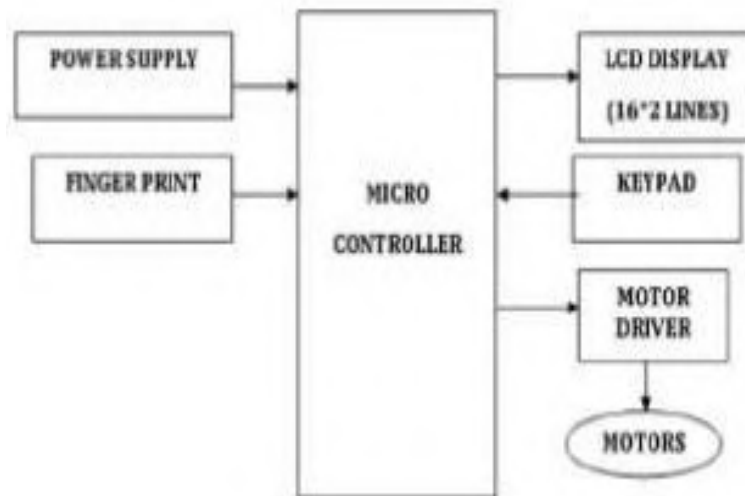 POWER SUPPLY
FINGER PRINT
MICRO
CONTROLLER
LCD DISPLAY
(16*2 LINES)
KEYPAD
MOTOR
DRIVER
MOTORS